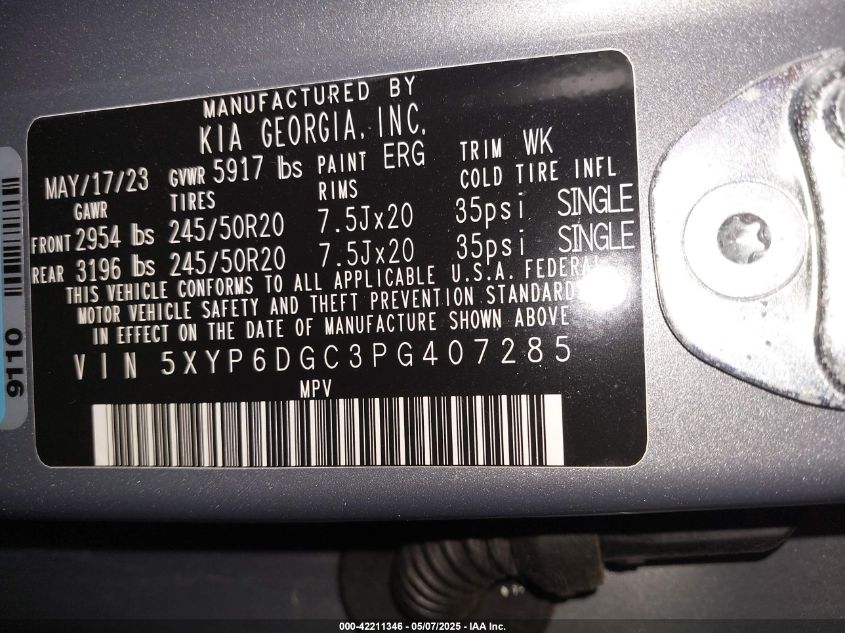 MANUFACTURED BY
KIA GEORGIA, INC.
MAY/17/23 GVWR 5917 lbs PAINT ERG TRIM WK
GAWR TIRES RIMS COLD TIRE INFL
FRONT 2954 lbs 245/50R20 7.5Jx20 35psi SINGLE
REAR 3196 lbs 245/50R20 7.5Jx20 35psi SINGLE
THIS VEHICLE CONFORMS TO ALL APPLICABLE U.S.A. FEDERAL
MOTOR VEHICLE SAFETY AND THEFT PREVENTION STANDARD
IN EFFECT ON THE DATE OF MANUFACTURE SHOWN ABOVE.
VIN 5XYP6DGC3PG407285
MPV
9110
000-42211346 - 05/07/2025 - IAA Inc.